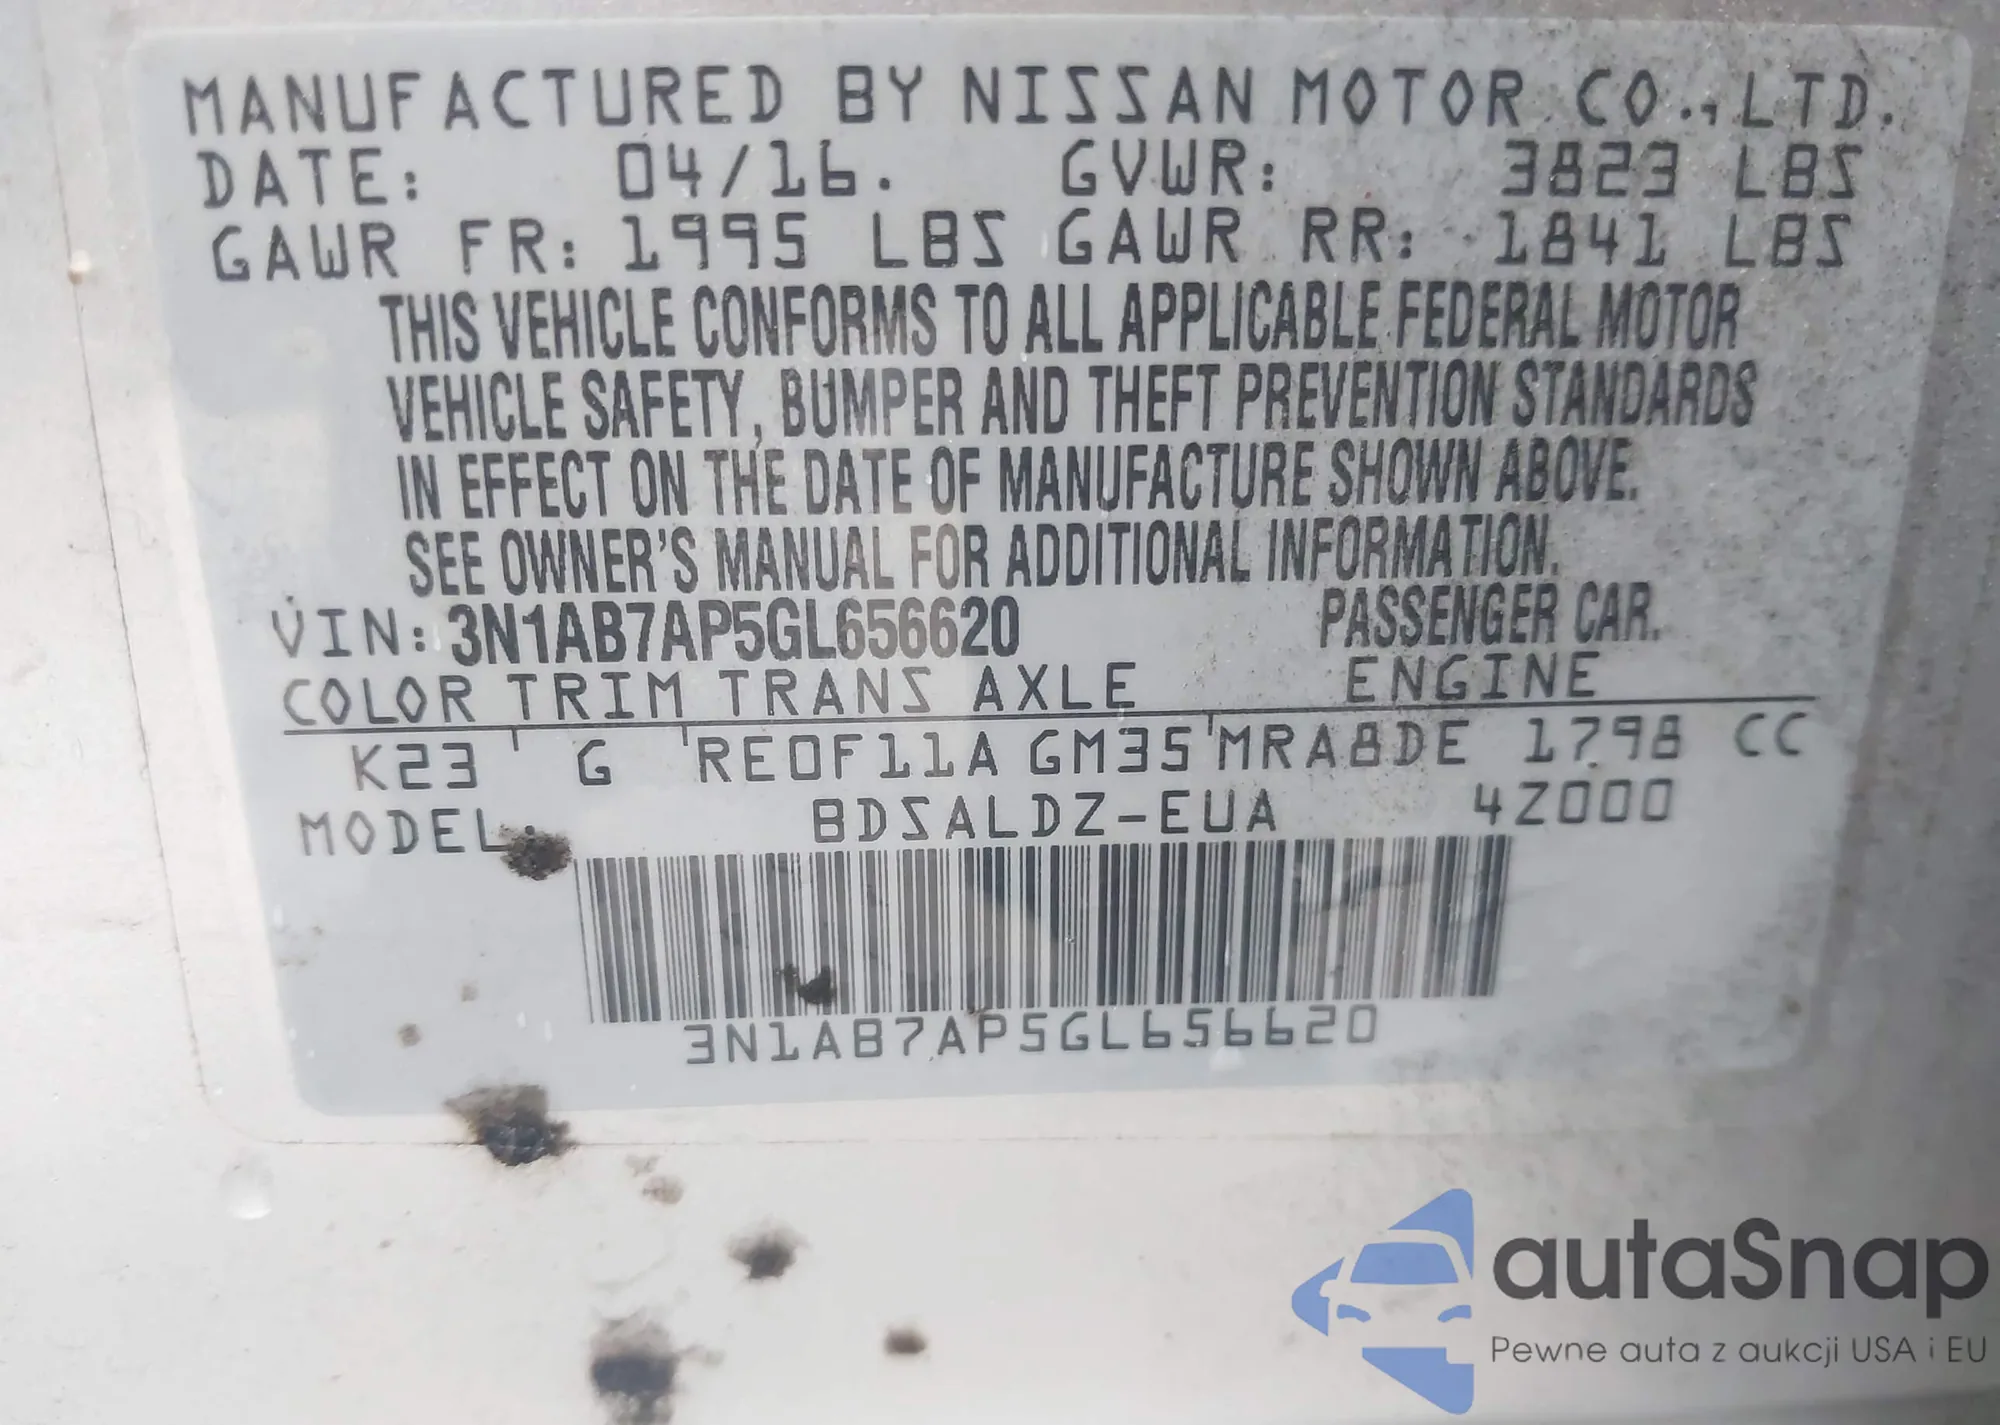 MANUFACTURED BY NISSAN MOTOR CO., LTD.
DATE: 04/16. GVWR: 3823 LBS
GAWR FR: 1995 LBS GAWR RR: 1841 LBS
THIS VEHICLE CONFORMS TO ALL APPLICABLE FEDERAL MOTOR
VEHICLE SAFETY, BUMPER AND THEFT PREVENTION STANDARDS
IN EFFECT ON THE DATE OF MANUFACTURE SHOWN ABOVE.
SEE OWNER'S MANUAL FOR ADDITIONAL INFORMATION.
VIN: 3N1AB7AP5GL656620 PASSENGER CAR.
COLOR TRIM TRANS AXLE ENGINE
K23 G RE0F11A GM35 MRA8DE 1798 CC
MODEL: BDSALDZ-EUA 4Z000
3N1AB7AP5GL656620
autaSnap
Pewne auta z aukcji USA i EU